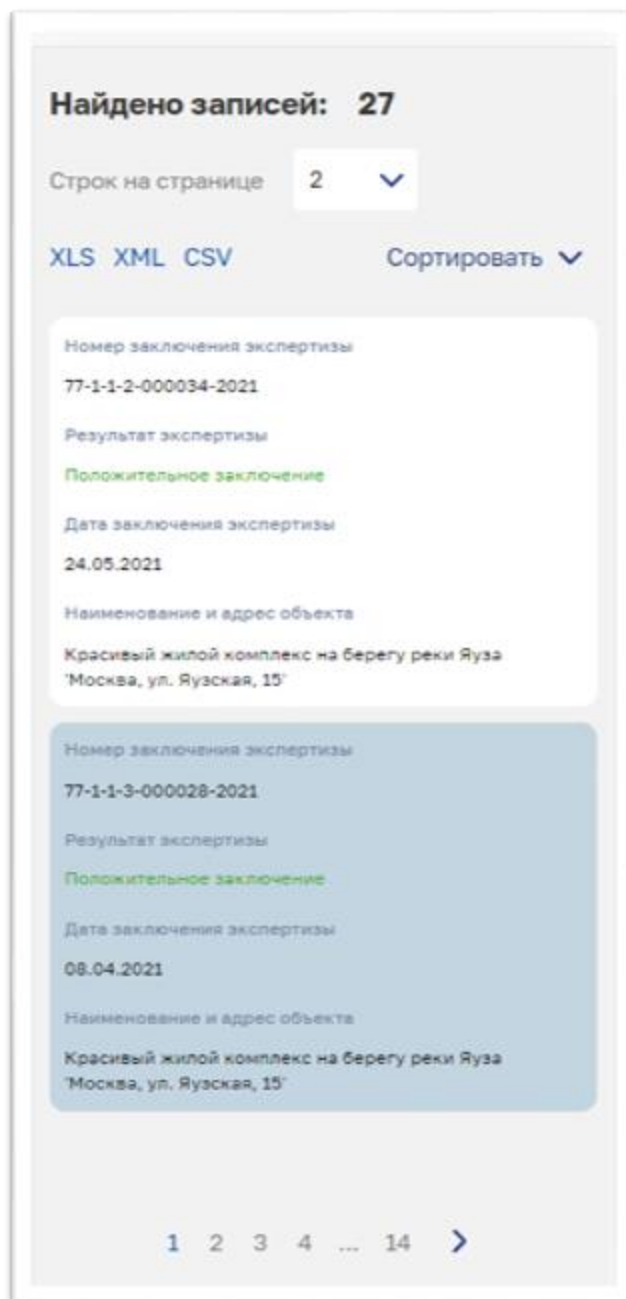 Найдено записей: 27
Строк на странице 2
XLS XML CSV Сортировать
Номер заключения экспертизы
77-1-1-2-000034-2021
Результат экспертизы
Положительное заключение
Дата заключения экспертизы
24.05.2021
Наименование и адрес объекта
Красивый жилой комплекс на берегу реки Яуза
'Москва, ул. Яузская, 15'
Номер заключения экспертизы
77-1-1-3-000028-2021
Результат экспертизы
Положительное заключение
Дата заключения экспертизы
08.04.2021
Наименование и адрес объекта
Красивый жилой комплекс на берегу реки Яуза
'Москва, ул. Яузская, 15'
1 2 3 4 ... 14